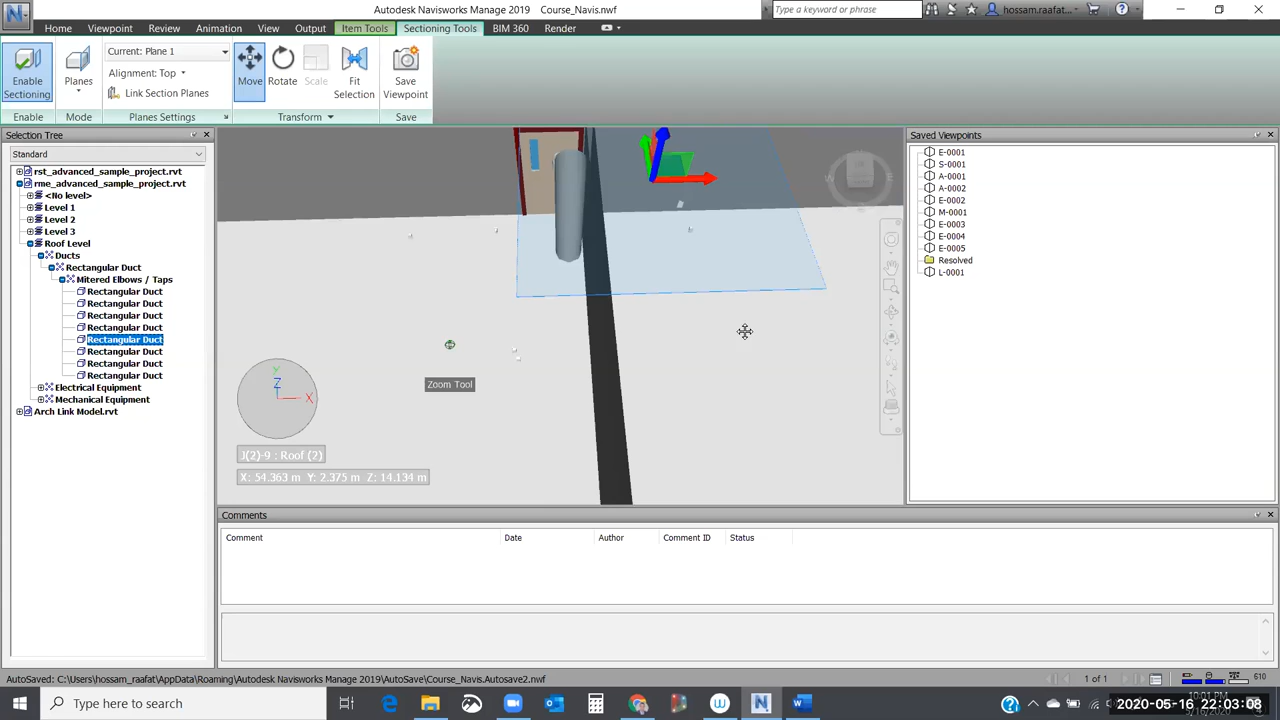 Autodesk Navisworks Manage 2019 Course_Navis.nwf
Type a keyword or phrase
hossam.raafat...
Home Viewpoint Review Animation View Output Item Tools Sectioning Tools BIM 360 Render
Enable Sectioning
Planes
Current: Plane 1
Alignment: Top
Link Section Planes
Move
Rotate
Scale
Fit Selection
Save Viewpoint
Enable
Mode
Planes Settings
Transform
Save
Selection Tree
Standard
rst_advanced_sample_project.rvt
rme_advanced_sample_project.rvt
<No level>
Level 1
Level 2
Level 3
Roof Level
Ducts
Rectangular Duct
Mitered Elbows / Taps
Rectangular Duct
Rectangular Duct
Rectangular Duct
Rectangular Duct
Rectangular Duct
Rectangular Duct
Rectangular Duct
Rectangular Duct
Electrical Equipment
Mechanical Equipment
Arch Link Model.rvt
Zoom Tool
Y
Z
X
J(2)-9 : Roof (2)
X: 54.363 m Y: 2.375 m Z: 14.134 m
Saved Viewpoints
E-0001
S-0001
A-0001
A-0002
E-0002
M-0001
E-0003
E-0004
E-0005
Resolved
L-0001
Comments
Comment Date Author Comment ID Status
AutoSaved: C:\Users\hossam_raafat\AppData\Roaming\Autodesk Navisworks Manage 2019\AutoSave\Course_Navis.Autosave2.nwf
1 of 1
610
Type here to search
10:01 PM
2020-05-16 22:03:08